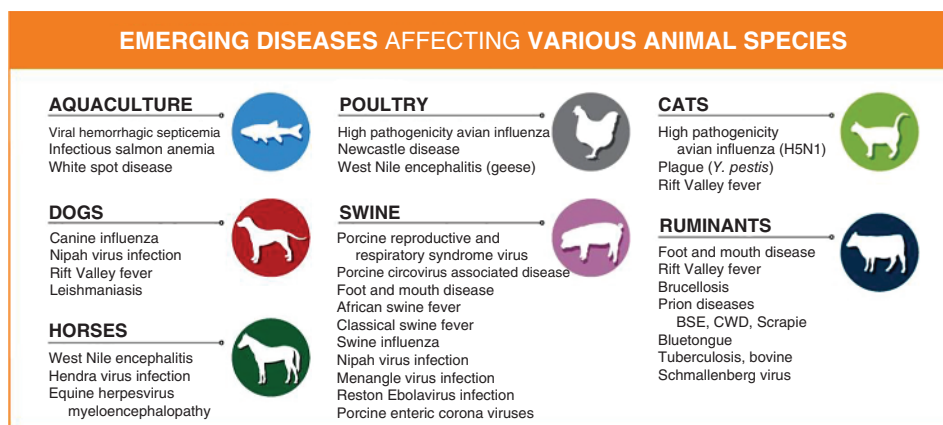 EMERGING DISEASES AFFECTING VARIOUS ANIMAL SPECIES
AQUACULTURE
Viral hemorrhagic septicemia
Infectious salmon anemia
White spot disease
POULTRY
High pathogenicity avian influenza
Newcastle disease
West Nile encephalitis (geese)
CATS
High pathogenicity
avian influenza (H5N1)
Plague (Y. pestis)
Rift Valley fever
DOGS
Canine influenza
Nipah virus infection
Rift Valley fever
Leishmaniasis
SWINE
Porcine reproductive and
respiratory syndrome virus
Porcine circovirus associated disease
Foot and mouth disease
African swine fever
Classical swine fever
Swine influenza
Nipah virus infection
Menangle virus infection
Reston Ebolavirus infection
Porcine enteric corona viruses
RUMINANTS
Foot and mouth disease
Rift Valley fever
Brucellosis
Prion diseases
BSE, CWD, Scrapie
Bluetongue
Tuberculosis, bovine
Schmallenberg virus
HORSES
West Nile encephalitis
Hendra virus infection
Equine herpesvirus
myeloencephalopathy